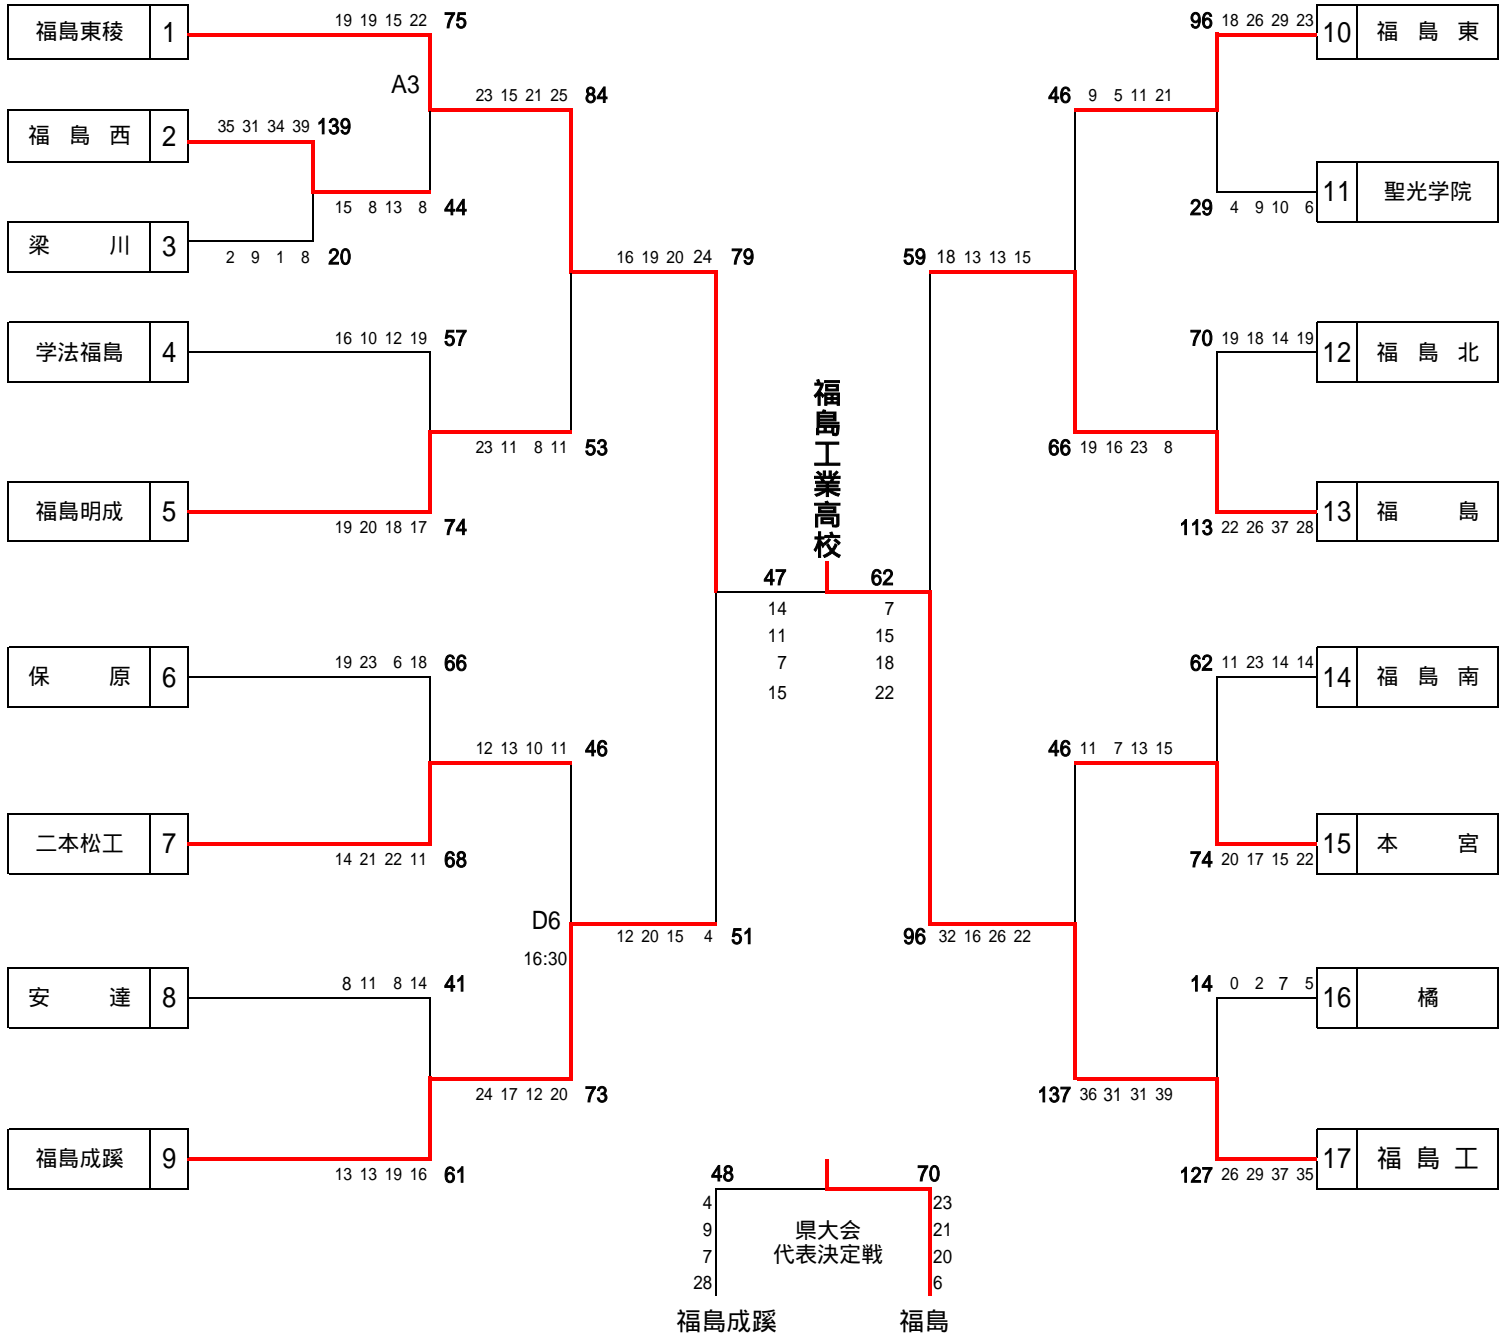 福島東稜 1 19 19 15 22 75
96 18 26 29 23 10 福島東
A3 23 15 21 25 84
46 9 5 11 21
福島西 2 35 31 34 39 139
11 聖光学院
15 8 13 8 44
29 4 9 10 6
梁川 3 2 9 1 8 20
16 19 20 24 79
59 18 13 13 15
学法福島 4 16 10 12 19 57
70 19 18 14 19 12 福島北
福島工業高校
23 11 8 11 53
66 19 16 23 8
福島明成 5 19 20 18 17 74
113 22 26 37 28 13 福島
47 62
14 7
11 15
7 18
15 22
保原 6 19 23 6 18 66
62 11 23 14 14 14 福島南
12 13 10 11 46
46 11 7 13 15
二本松工 7 14 21 22 11 68
74 20 17 15 22 15 本宮
D6
16:30
12 20 15 4 51
96 32 16 26 22
安達 8 8 11 8 14 41
14 0 2 7 5 16 橘
24 17 12 20 73
137 36 31 31 39
福島成蹊 9 13 13 19 16 61
127 26 29 37 35 17 福島工
48 70
4 23
9 21
7 20
28 6
県大会
代表決定戦
福島成蹊 福島